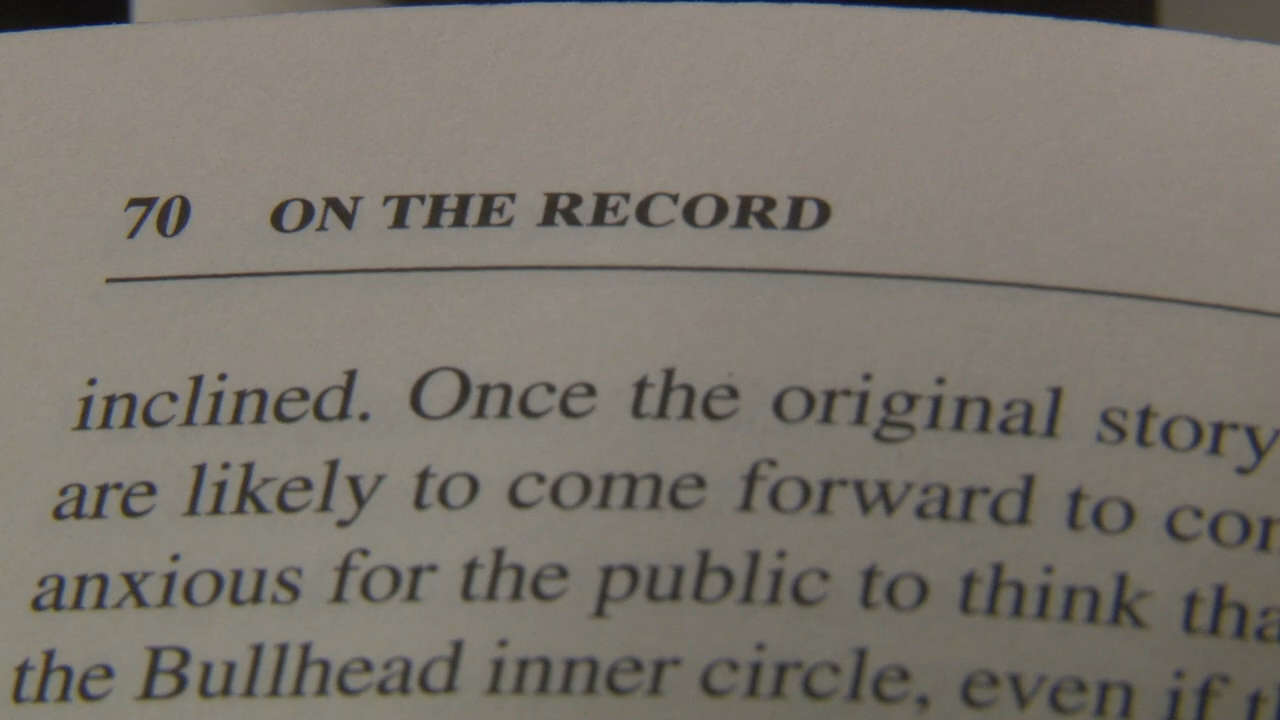 70 ON THE RECORD
inclined. Once the original story
are likely to come forward to
anxious for the public to think
the Bullhead inner circle, even if